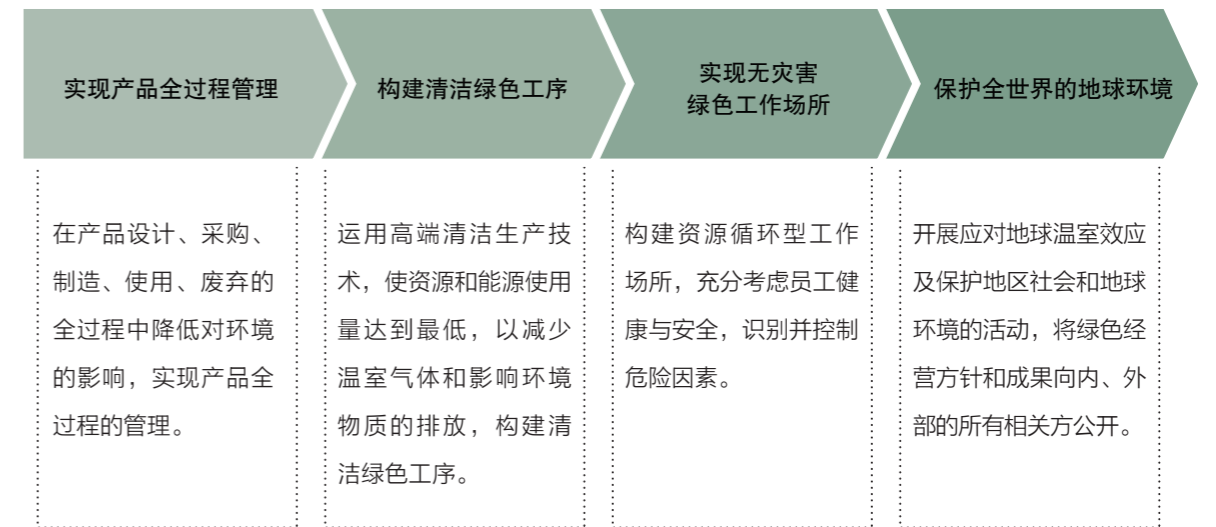 实现产品全过程管理
构建清洁绿色工序
实现无灾害
绿色工作场所
保护全世界的地球环境
在产品设计、采购、
制造、使用、废弃的
全过程中降低对环境
的影响，实现产品全
过程的管理。
运用高端清洁生产技
术，使资源和能源使用
量达到最低，以减少
温室气体和影响环境
物质的排放，构建清
洁绿色工序。
构建资源循环型工作
场所，充分考虑员工健
康与安全，识别并控制
危险因素。
开展应对地球温室效应
及保护地区社会和地球
环境的活动，将绿色经
营方针和成果向内、外
部的所有相关方公开。